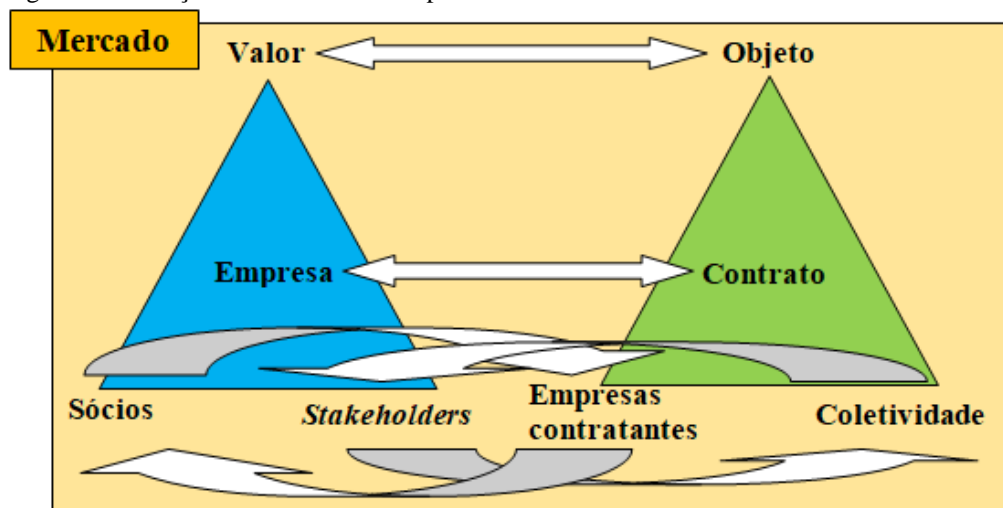 Mercado
Valor
Objeto
Empresa
Contrato
Sócios
Stakeholders
Empresas
contratantes
Coletividade